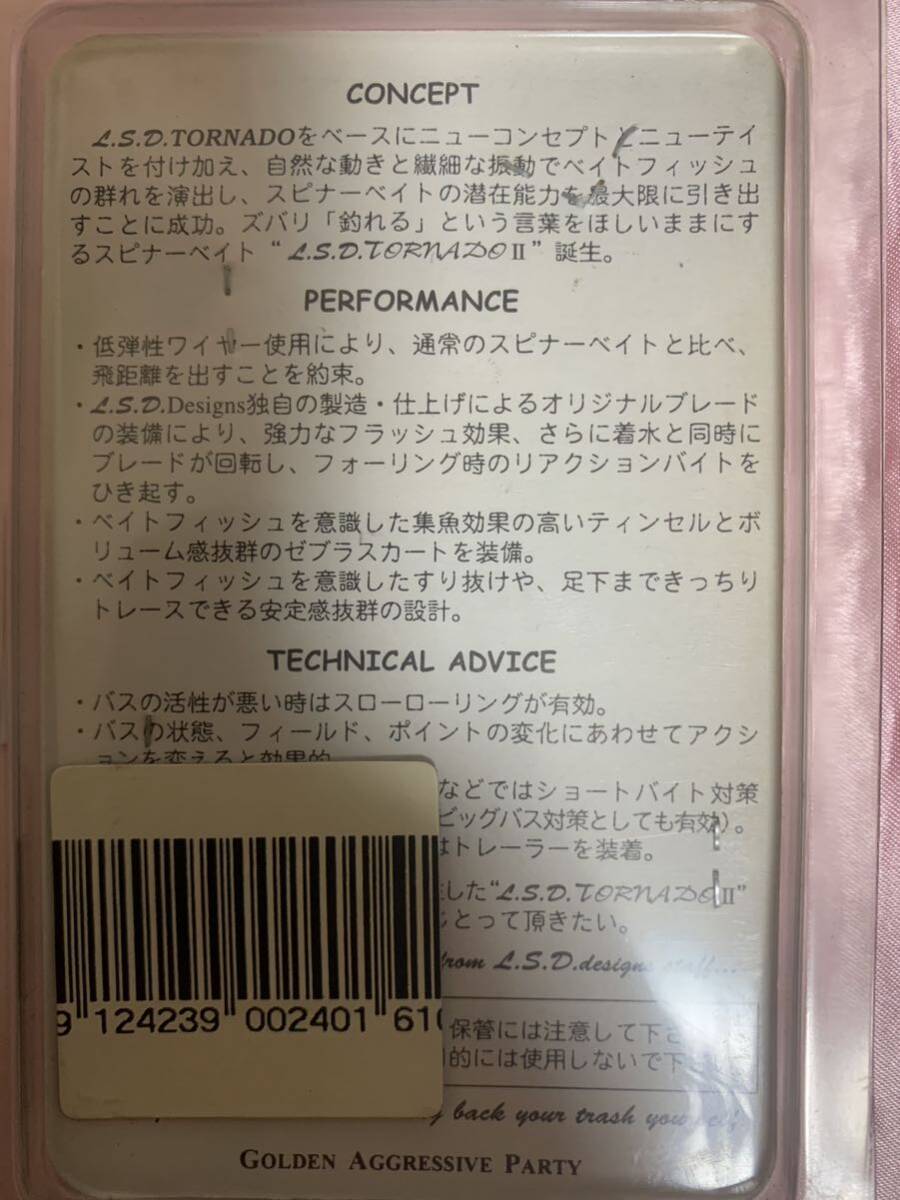 CONCEPT
L.S.D.TORNADOをベースにニューコンセプトとニューテイ
ストを付け加え、自然な動きと繊細な振動でベイトフィッシュ
の群れを演出し、スピナーベイトの潜在能力を最大限に引き出
すことに成功。ズバリ「釣れる」という言葉をほしいままにす
るスピナーベイト“L.S.D.TORNADOⅡ”誕生。
PERFORMANCE
・低弾性ワイヤー使用により、通常のスピナーベイトと比べ、
飛距離を出すことを約束。
・L.S.D.Designs独自の製造・仕上げによるオリジナルブレード
の装備により、強力なフラッシュ効果、さらに着水と同時に
ブレードが回転し、フォーリング時のリアクションバイトを
ひき起す。
・ベイトフィッシュを意識した集魚効果の高いティンセルとボ
リューム感抜群のゼブラスカートを装備。
・ベイトフィッシュを意識したすり抜けや、足下まできっちり
トレースできる安定感抜群の設計。
TECHNICAL ADVICE
・バスの活性が悪い時はスローローリングが有効。
・バスの状態、フィールド、ポイントの変化にあわせてアクシ
ョンを変えると効果的
などではショートバイト対策
ビッグバス対策としても有効)。
はトレーラーを装着。
した“L.S.D.TORNADOⅡ”
とって頂きたい。
from L.S.D.designs staff...
保管には注意して下さ
的には使用しないで下さい
back your trash yourself
GOLDEN AGGRESSIVE PARTY
9 124239 002401 610